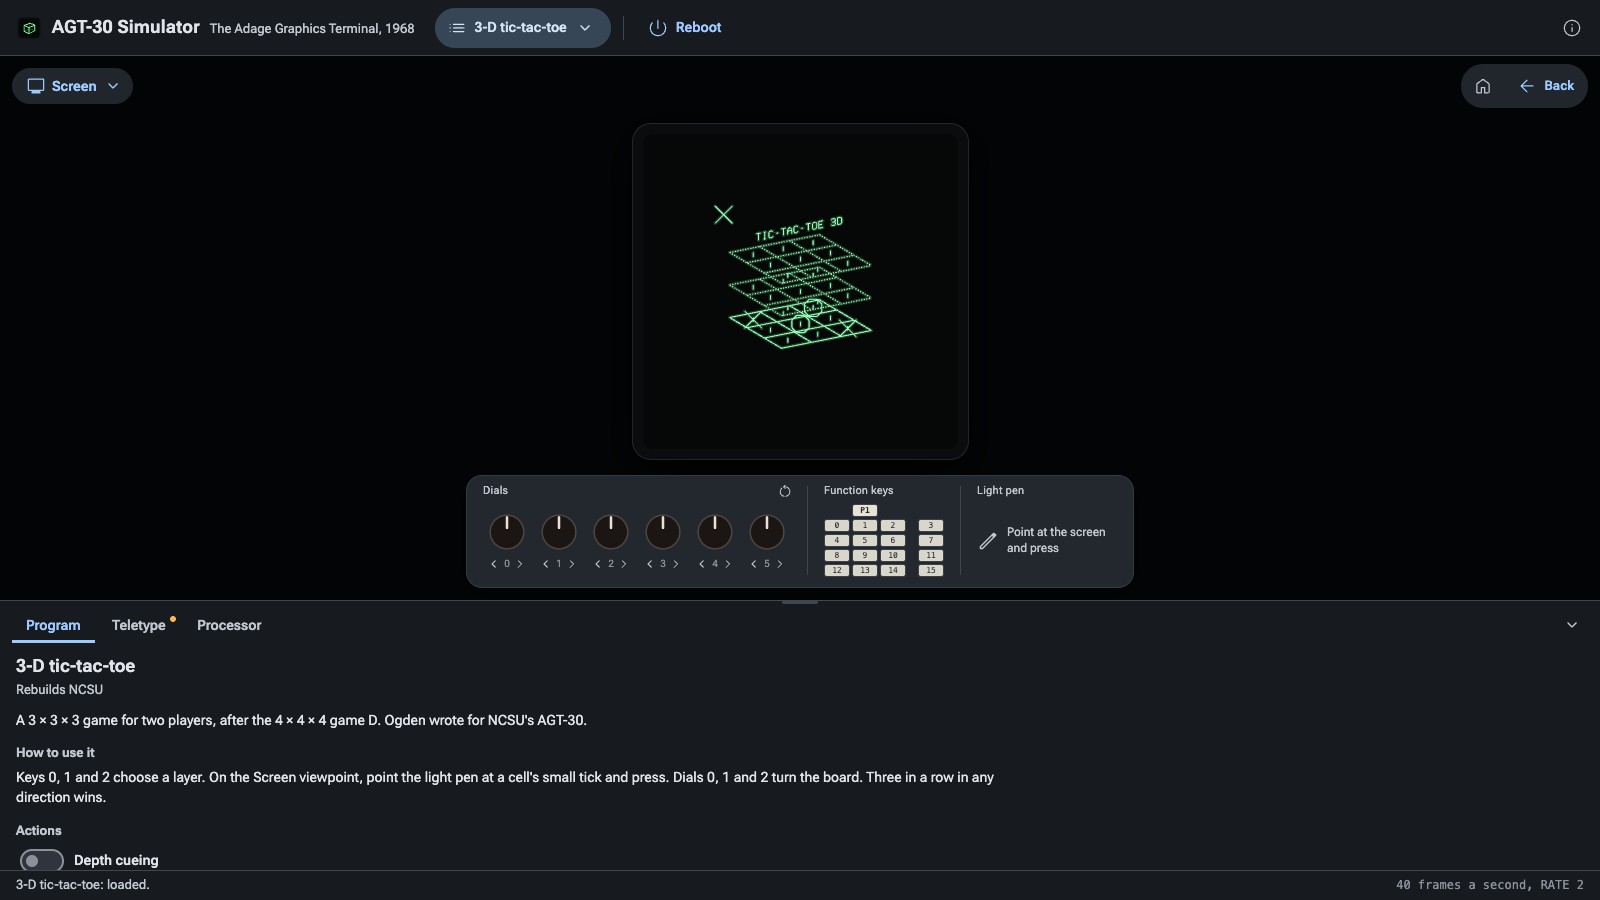 AGT-30 Simulator The Adage Graphics Terminal, 1968 3-D tic-tac-toe Reboot
Screen Back
TIC-TAC-TOE 3D
Dials Function keys Light pen
P1
0 1 2 3
4 5 6 7
8 9 10 11
12 13 14 15
0 1 2 3 4 5
Point at the screen
and press
Program Teletype Processor
3-D tic-tac-toe
Rebuilds NCSU
A 3 × 3 × 3 game for two players, after the 4 × 4 × 4 game D. Ogden wrote for NCSU's AGT-30.
How to use it
Keys 0, 1 and 2 choose a layer. On the Screen viewpoint, point the light pen at a cell's small tick and press. Dials 0, 1 and 2 turn the board. Three in a row in any
direction wins.
Actions
Depth cueing
3-D tic-tac-toe: loaded. 40 frames a second, RATE 2